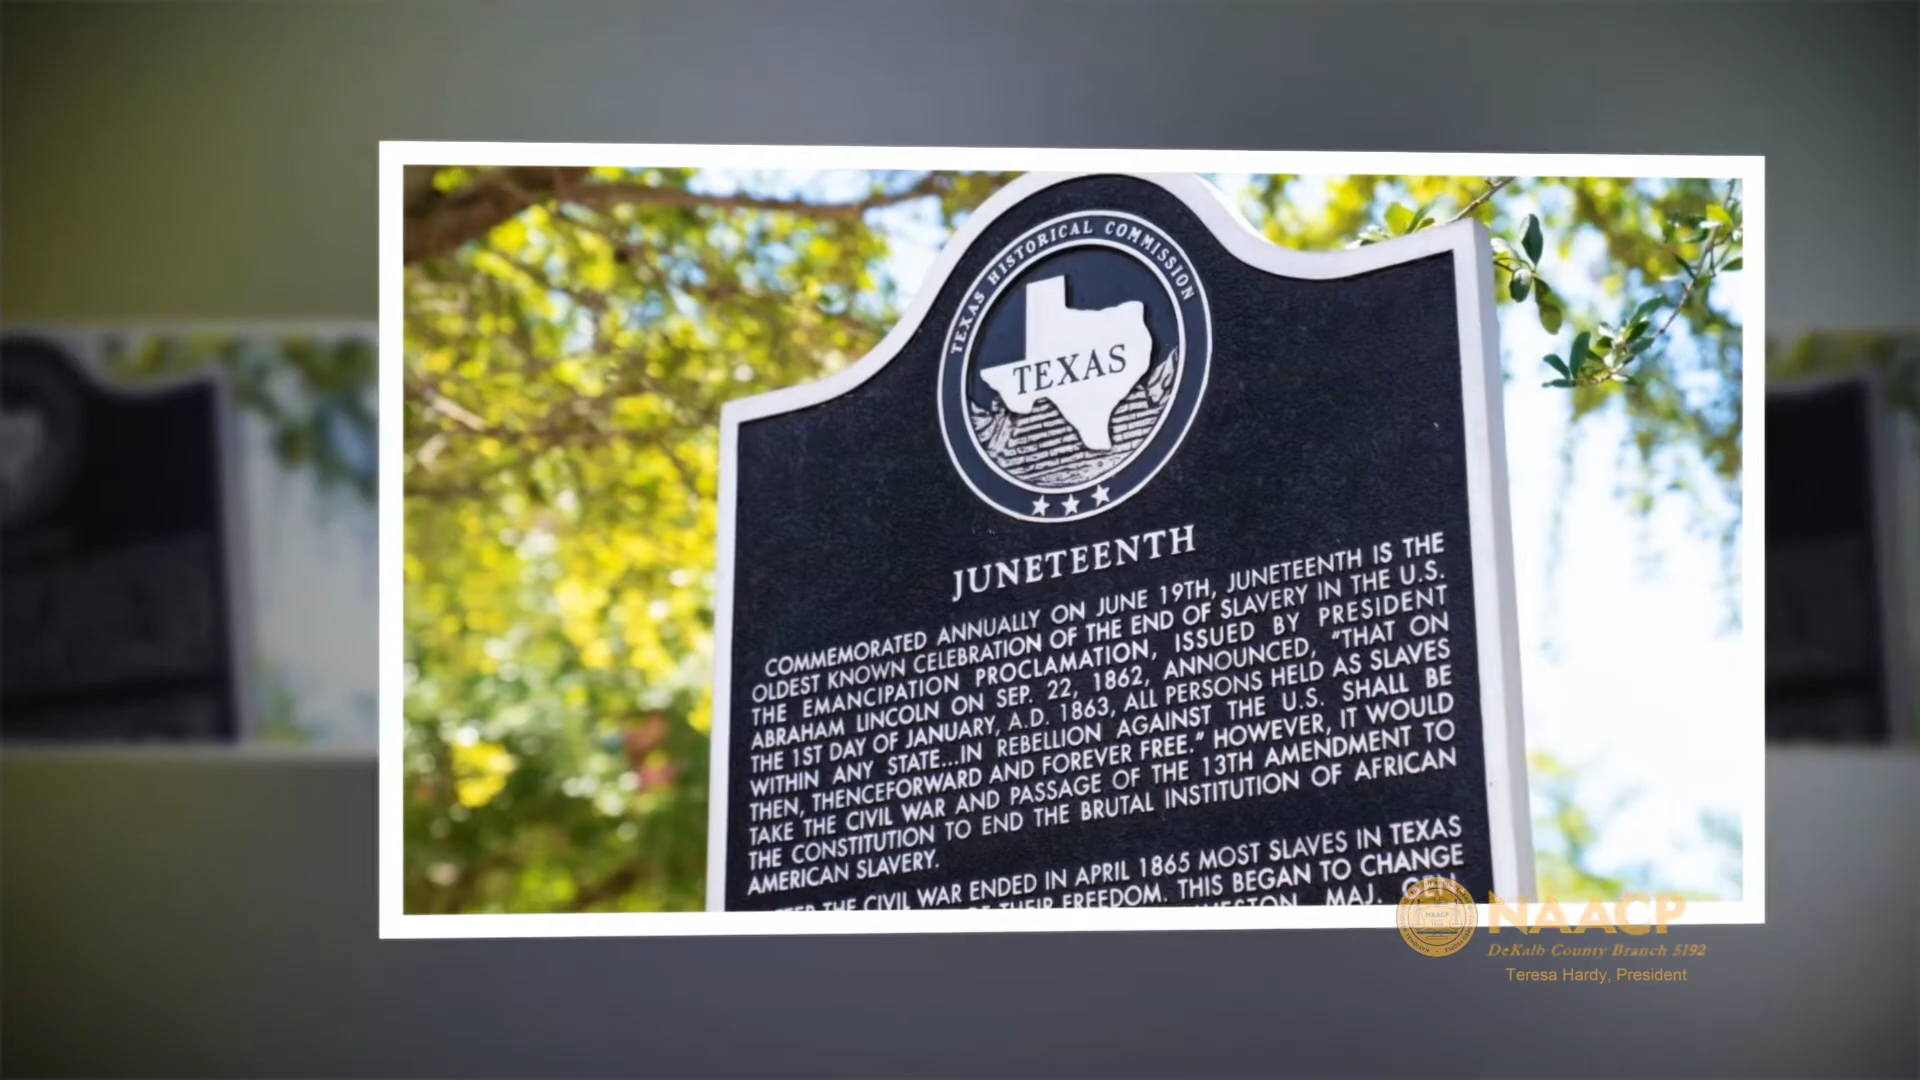 TEXAS HISTORICAL COMMISSION
TEXAS
JUNETEENTH
COMMEMORATED ANNUALLY ON JUNE 19TH, JUNETEENTH IS THE
OLDEST KNOWN CELEBRATION OF THE END OF SLAVERY IN THE U.S.
THE EMANCIPATION PROCLAMATION, ISSUED BY PRESIDENT
ABRAHAM LINCOLN ON SEP. 22, 1862, ANNOUNCED, "THAT ON
THE 1ST DAY OF JANUARY, A.D. 1863, ALL PERSONS HELD AS SLAVES
WITHIN ANY STATE...IN REBELLION AGAINST THE U.S. SHALL BE
THEN, THENCEFORWARD AND FOREVER FREE." HOWEVER, IT WOULD
TAKE THE CIVIL WAR AND PASSAGE OF THE 13TH AMENDMENT TO
THE CONSTITUTION TO END THE BRUTAL INSTITUTION OF AFRICAN
AMERICAN SLAVERY.
THE CIVIL WAR ENDED IN APRIL 1865 MOST SLAVES IN TEXAS
THEIR FREEDOM. THIS BEGAN TO CHANGE
MAJ. GEN.
NAACP
NAACP
DeKalb County Branch 5192
Teresa Hardy, President